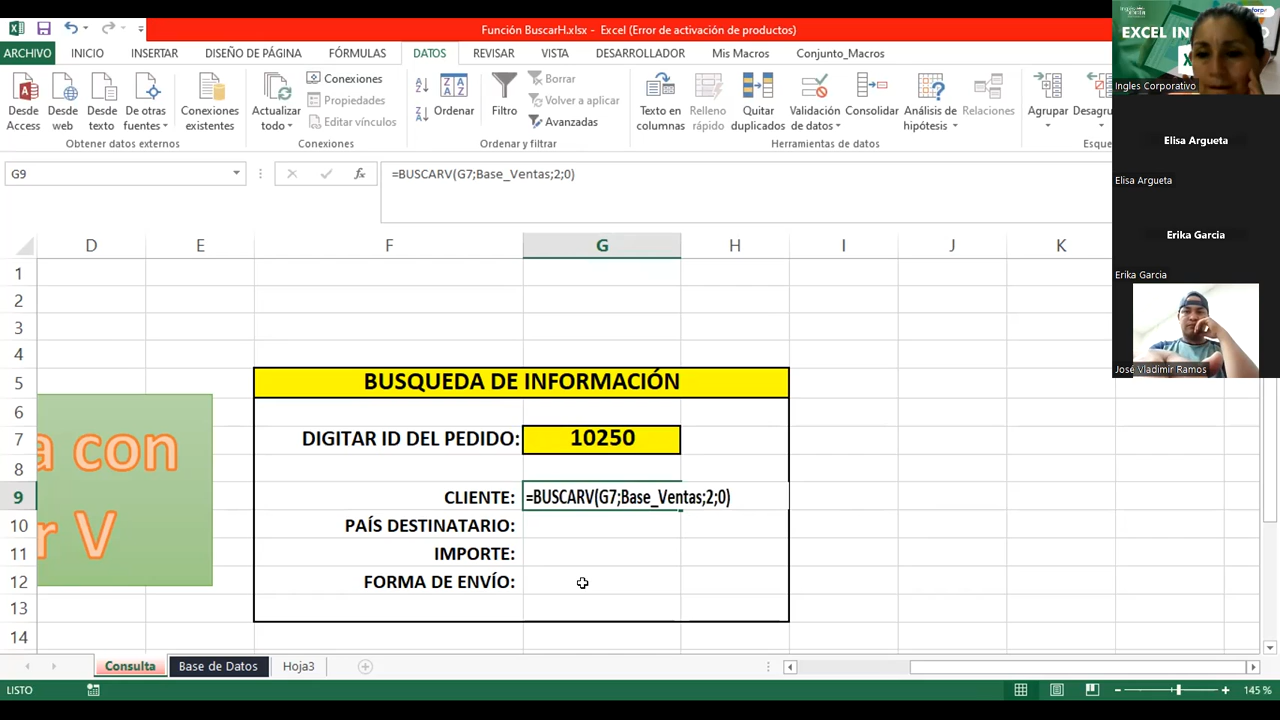 Función BuscarH.xlsx - Excel (Error de activación de productos)
ARCHIVO INICIO INSERTAR DISEÑO DE PÁGINA FÓRMULAS DATOS REVISAR VISTA DESARROLLADOR Mis Macros Conjunto_Macros
Desde Access
Desde web
Desde texto
De otras fuentes
Conexiones existentes
Obtener datos externos
Actualizar todo
Conexiones
Propiedades
Editar vínculos
Conexiones
Ordenar
Filtro
Borrar
Volver a aplicar
Avanzadas
Ordenar y filtrar
Texto en columnas
Relleno rápido
Quitar duplicados
Validación de datos
Consolidar
Análisis de hipótesis
Relaciones
Herramientas de datos
Agrupar
Desagru
Esque
G9
fx
=BUSCARV(G7;Base_Ventas;2;0)
D E F G H I J K
1
2
3
4
5 BUSQUEDA DE INFORMACIÓN
6
7 DIGITAR ID DEL PEDIDO: 10250
8
9 CLIENTE: =BUSCARV(G7;Base_Ventas;2;0)
10 PAÍS DESTINATARIO:
11 IMPORTE:
12 FORMA DE ENVÍO:
13
14
a con
r V
Consulta Base de Datos Hoja3
LISTO
145 %
EXCEL IN
Ingles Corporativo
Elisa Argueta
Elisa Argueta
Erika Garcia
Erika Garcia
José Vladimir Ramos